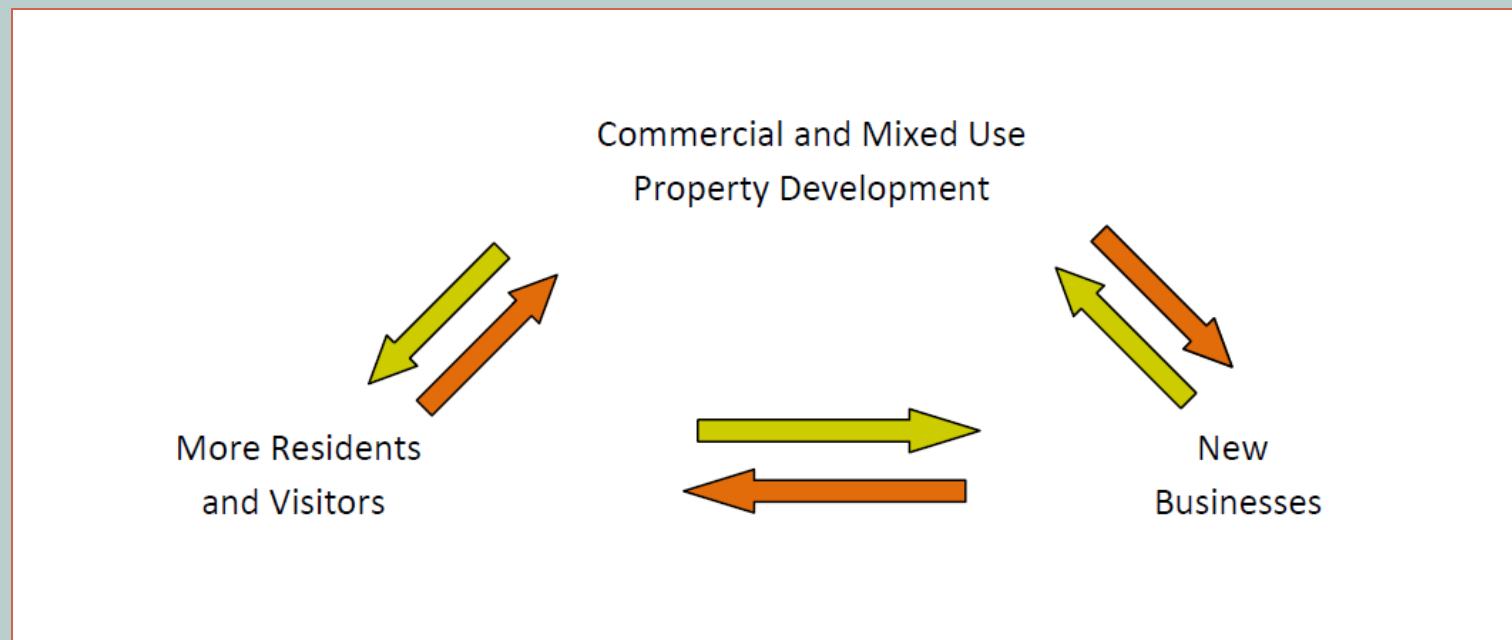 Commercial and Mixed Use
Property Development
More Residents
and Visitors
New
Businesses